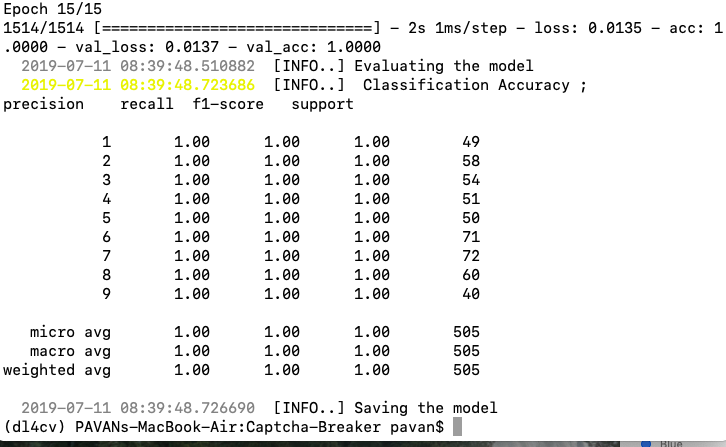 Epoch 15/15
1514/1514 [==============================] - 2s 1ms/step - loss: 0.0135 - acc: 1
.0000 - val_loss: 0.0137 - val_acc: 1.0000
2019-07-11 08:39:48.510882 [INFO..] Evaluating the model
2019-07-11 08:39:48.723686 [INFO..] Classification Accuracy ;
precision recall f1-score support
1 1.00 1.00 1.00 49
2 1.00 1.00 1.00 58
3 1.00 1.00 1.00 54
4 1.00 1.00 1.00 51
5 1.00 1.00 1.00 50
6 1.00 1.00 1.00 71
7 1.00 1.00 1.00 72
8 1.00 1.00 1.00 60
9 1.00 1.00 1.00 40
micro avg 1.00 1.00 1.00 505
macro avg 1.00 1.00 1.00 505
weighted avg 1.00 1.00 1.00 505
2019-07-11 08:39:48.726690 [INFO..] Saving the model
(dl4cv) PAVANs-MacBook-Air:Captcha-Breaker pavan$
Blue